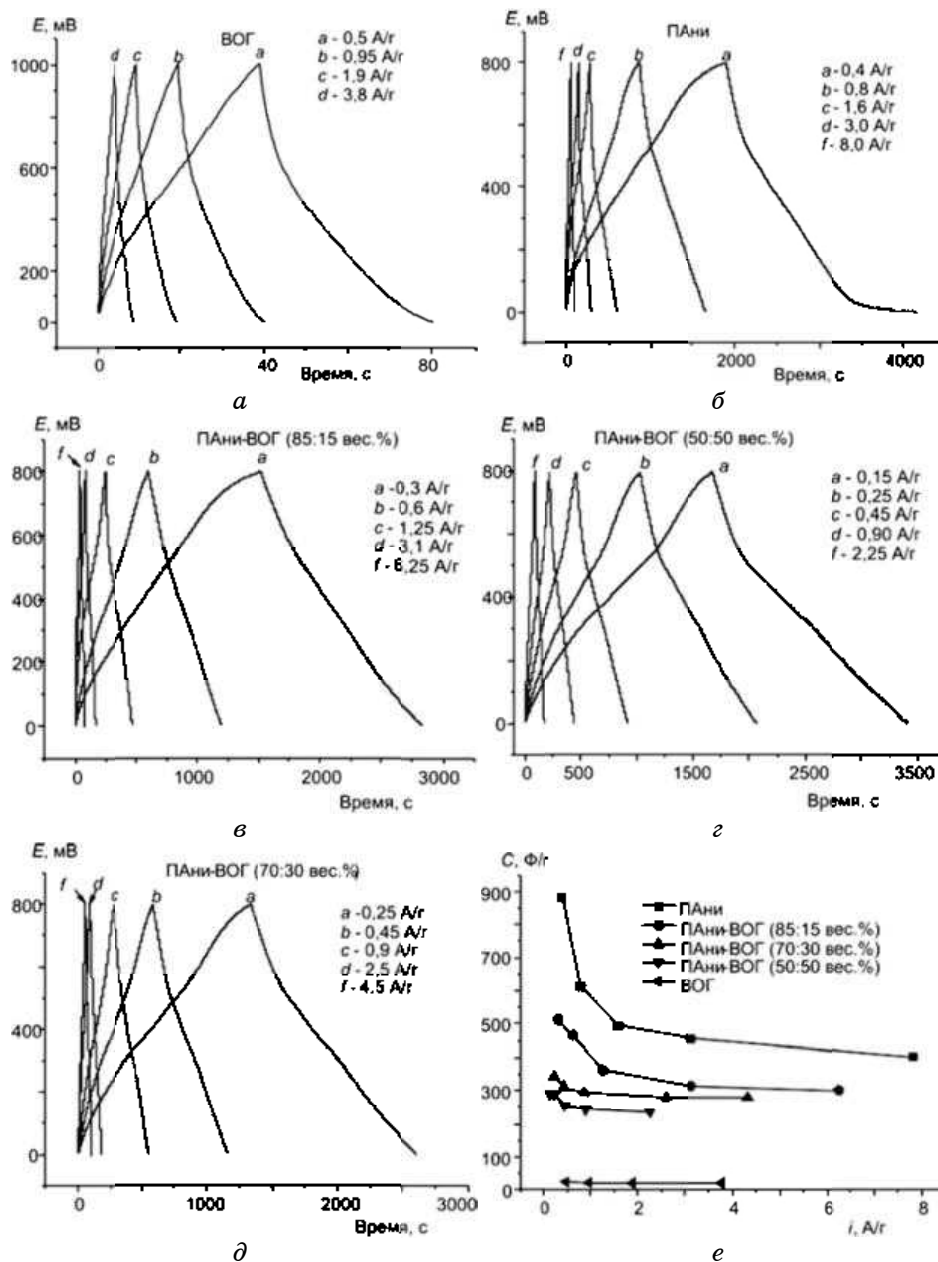 E, мВ
ВОГ
a - 0,5 А/г
b - 0,95 А/г
c - 1,9 А/г
d - 3,8 А/г
d c b a
1000
600
200
0
0 40 80
Время, с
а
E, мВ
ПАни
a - 0,4 А/г
b - 0,8 А/г
c - 1,6 А/г
d - 3,0 А/г
f - 8,0 А/г
f d c b a
800
400
0
0 2000 4000
Время, с
б
E, мВ
ПАни-ВОГ (85:15 вес.%)
a - 0,3 А/г
b - 0,6 А/г
c - 1,25 А/г
d - 3,1 А/г
f - 6,25 А/г
f d c b a
800
600
400
200
0
0 1000 2000 3000
Время, с
в
E, мВ
ПАни-ВОГ (50:50 вес.%)
a - 0,15 А/г
b - 0,25 А/г
c - 0,45 А/г
d - 0,90 А/г
f - 2,25 А/г
f d c b a
800
400
0
0 500 1500 2500 3500
Время, с
г
E, мВ
ПАни-ВОГ (70:30 вес.%)
a - 0,25 А/г
b - 0,45 А/г
c - 0,9 А/г
d - 2,5 А/г
f - 4,5 А/г
f d c b a
800
400
0
0 1000 2000 3000
Время, с
д
C, Ф/г
ПАни
ПАни-ВОГ (85:15 вес.%)
ПАни-ВОГ (70:30 вес.%)
ПАни-ВОГ (50:50 вес.%)
ВОГ
900
700
500
300
100
0
0 2 4 6 8
i, А/г
е